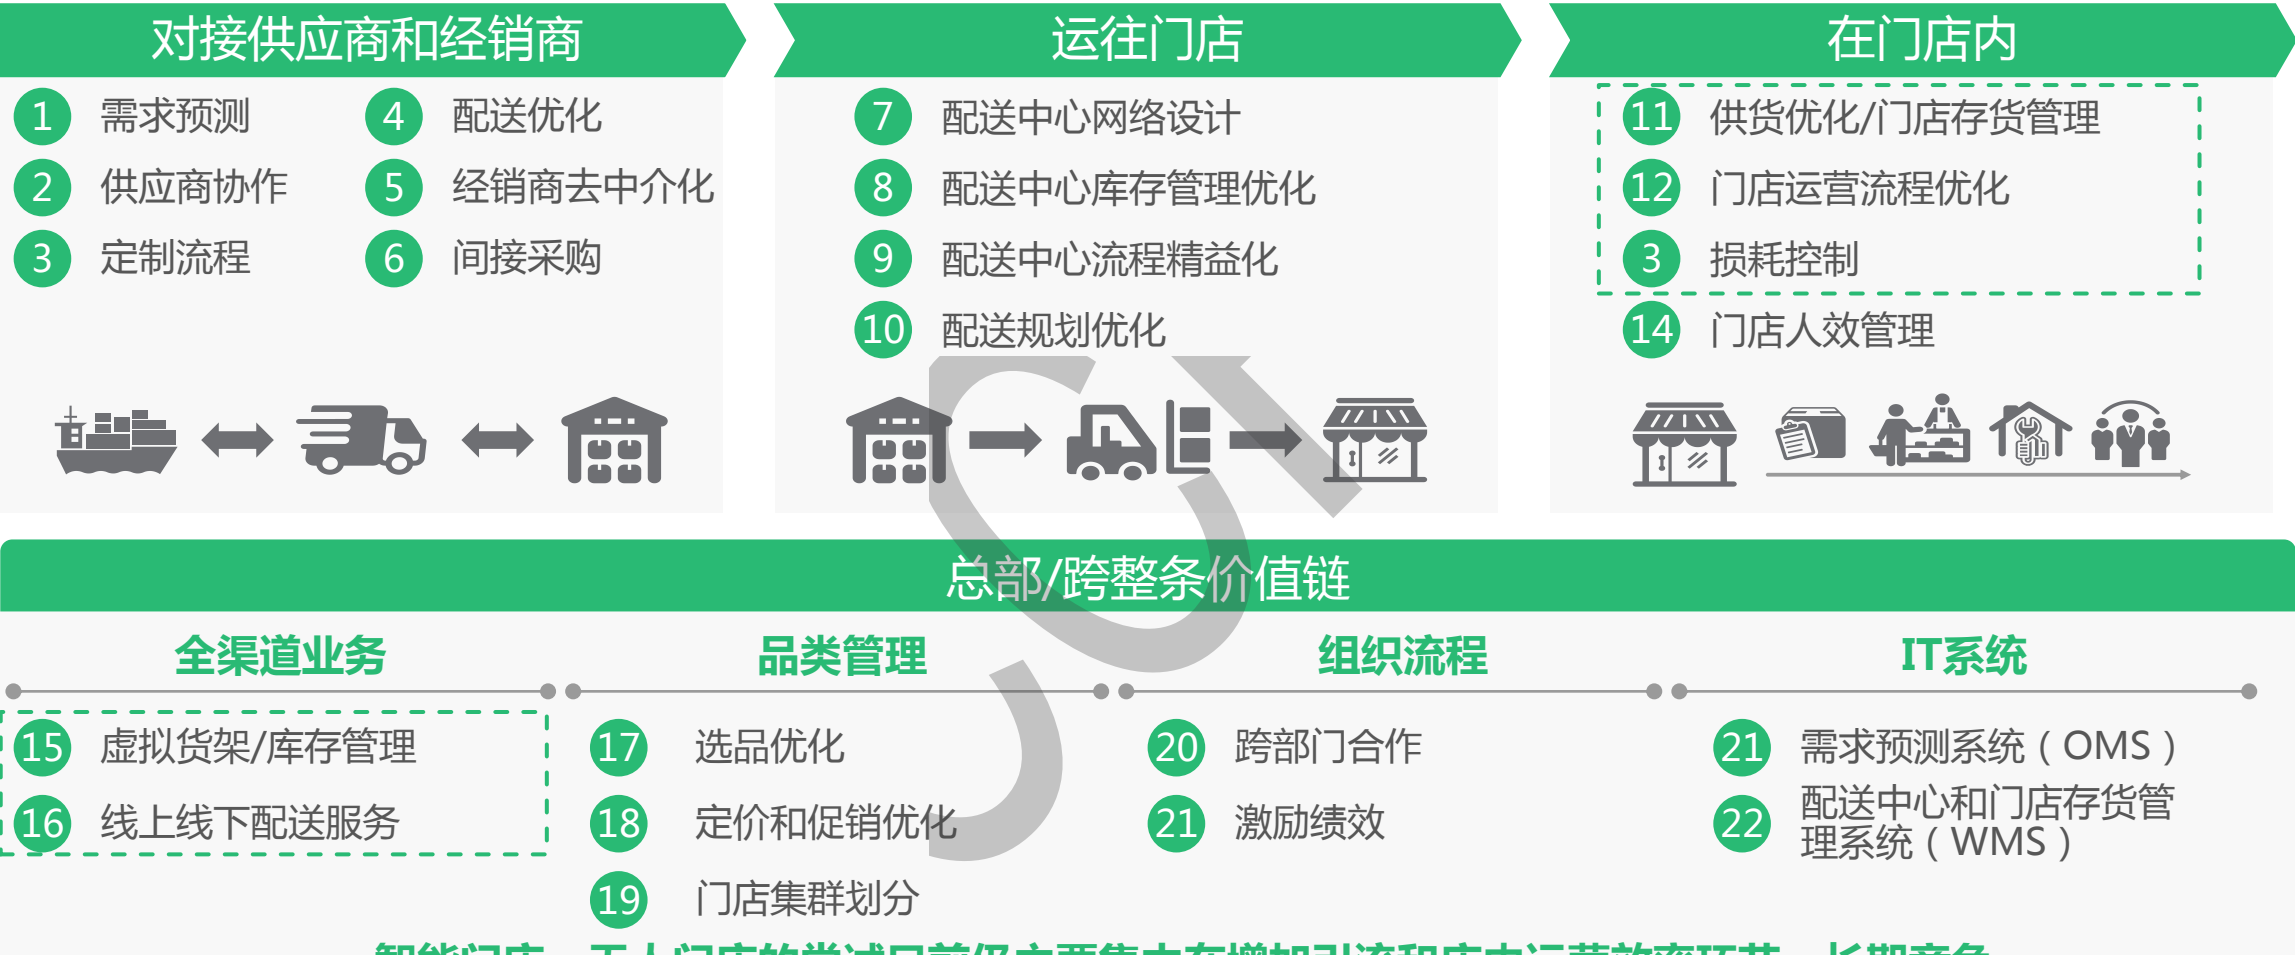 对接供应商和经销商
1 需求预测
2 供应商协作
3 定制流程
4 配送优化
5 经销商去中介化
6 间接采购
运往门店
7 配送中心网络设计
8 配送中心库存管理优化
9 配送中心流程精益化
10 配送规划优化
在门店内
11 供货优化/门店存货管理
12 门店运营流程优化
3 损耗控制
14 门店人效管理
总部/跨整条价值链
全渠道业务
15 虚拟货架/库存管理
16 线上线下配送服务
品类管理
17 选品优化
18 定价和促销优化
19 门店集群划分
组织流程
20 跨部门合作
21 激励绩效
IT系统
21 需求预测系统（OMS）
22 配送中心和门店存货管
理系统（WMS）